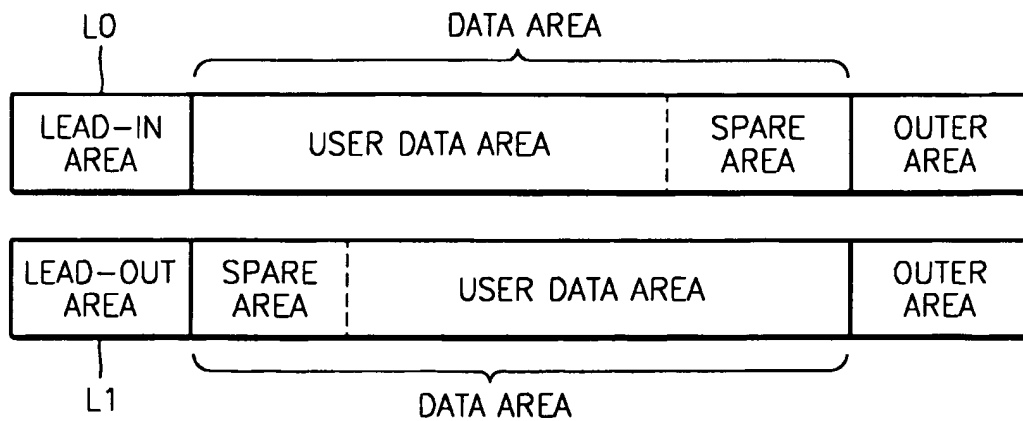 L0
DATA AREA
LEAD-IN
AREA
USER DATA AREA
SPARE
AREA
OUTER
AREA
LEAD-OUT
AREA
SPARE
AREA
USER DATA AREA
OUTER
AREA
L1
DATA AREA